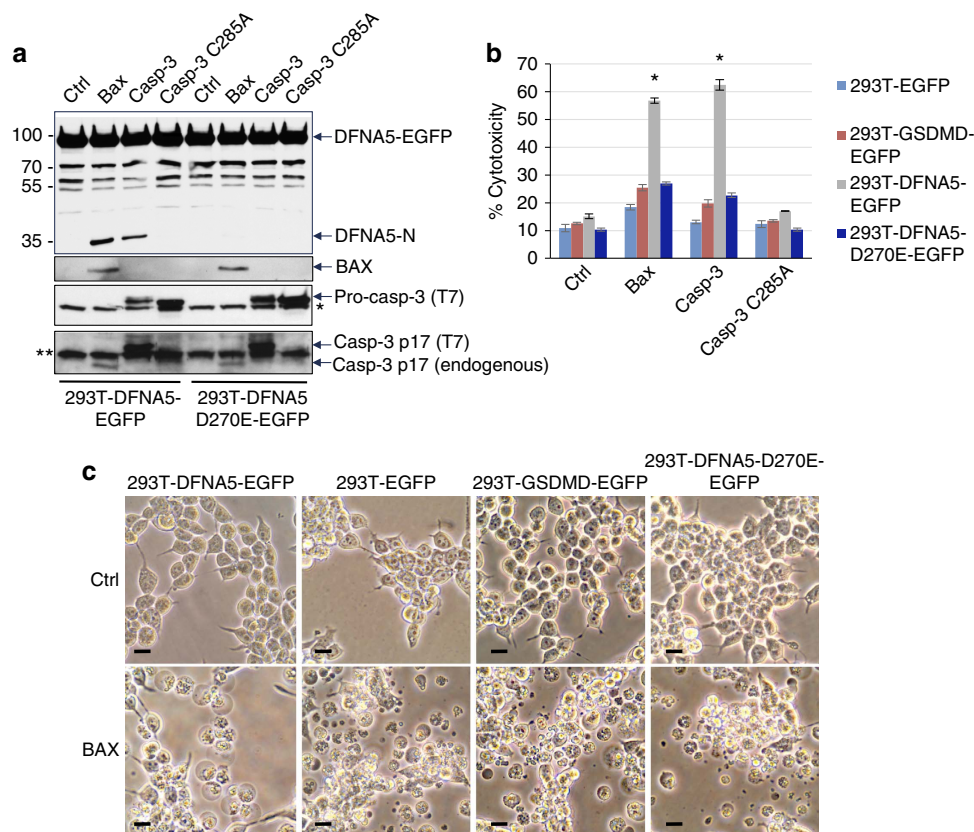 a
Ctrl
Bax
Casp-3
Casp-3 C285A
Ctrl
Bax
Casp-3
Casp-3 C285A
100
70
55
35
DFNA5-EGFP
DFNA5-N
BAX
Pro-casp-3 (T7)
*
**
Casp-3 p17 (T7)
Casp-3 p17 (endogenous)
293T-DFNA5-
EGFP
293T-DFNA5
D270E-EGFP
b
% Cytotoxicity
70
60
50
40
30
20
10
0
*
*
Ctrl
Bax
Casp-3
Casp-3 C285A
293T-EGFP
293T-GSDMD-
EGFP
293T-DFNA5-
EGFP
293T-DFNA5-
D270E-EGFP
c
293T-DFNA5-EGFP
293T-EGFP
293T-GSDMD-EGFP
293T-DFNA5-D270E-
EGFP
Ctrl
BAX